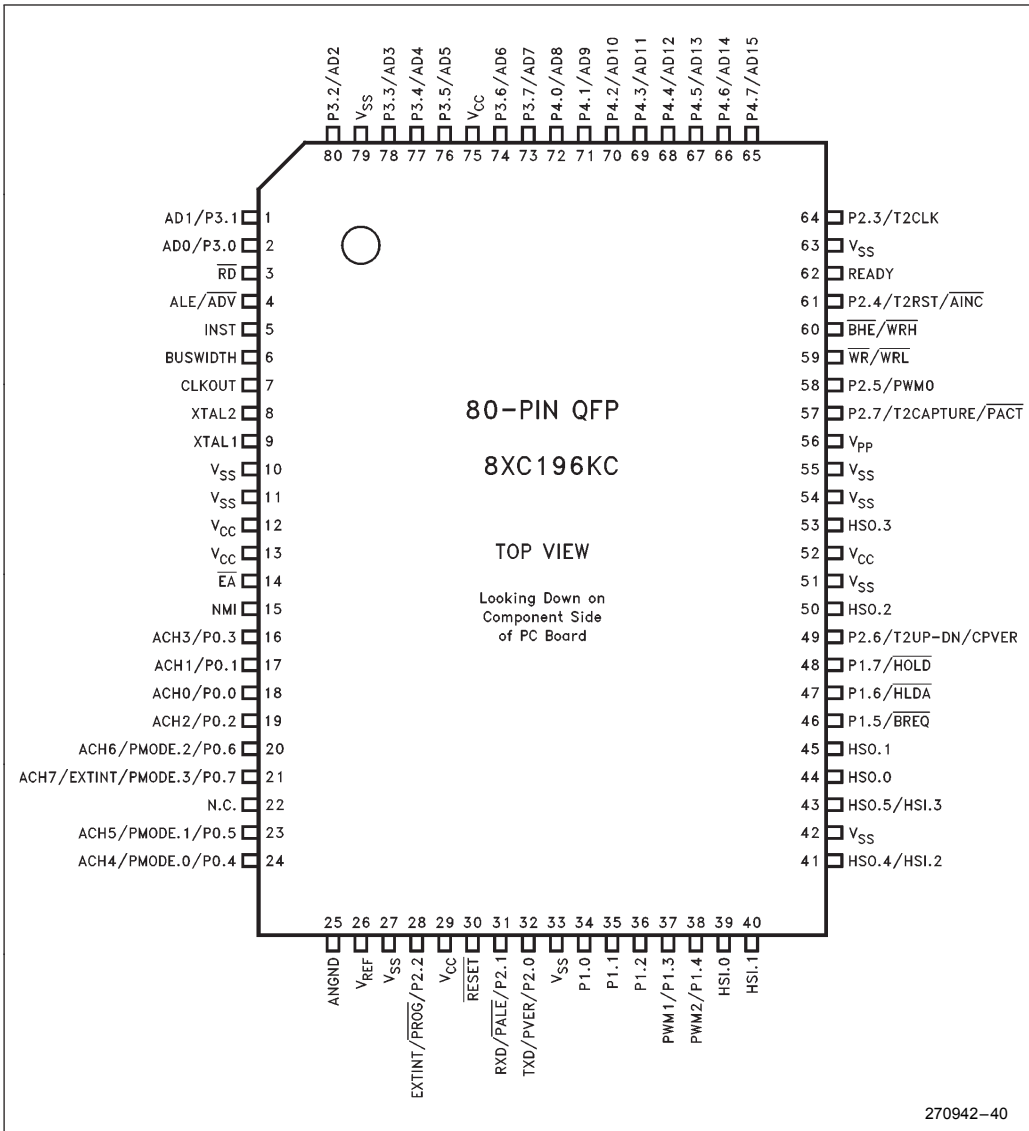 P3.2/AD2
VSS
P3.3/AD3
P3.4/AD4
P3.5/AD5
VCC
P3.6/AD6
P3.7/AD7
P4.0/AD8
P4.1/AD9
P4.2/AD10
P4.3/AD11
P4.4/AD12
P4.5/AD13
P4.6/AD14
P4.7/AD15
80 79 78 77 76 75 74 73 72 71 70 69 68 67 66 65
AD1/P3.1 1
AD0/P3.0 2
RD 3
ALE/ADV 4
INST 5
BUSWIDTH 6
CLKOUT 7
XTAL2 8
XTAL1 9
VSS 10
VSS 11
VCC 12
VCC 13
EA 14
NMI 15
ACH3/P0.3 16
ACH1/P0.1 17
ACH0/P0.0 18
ACH2/P0.2 19
ACH6/PMODE.2/P0.6 20
ACH7/EXTINT/PMODE.3/P0.7 21
N.C. 22
ACH5/PMODE.1/P0.5 23
ACH4/PMODE.0/P0.4 24
80-PIN QFP
8XC196KC
TOP VIEW
Looking Down on
Component Side
of PC Board
64 P2.3/T2CLK
63 VSS
62 READY
61 P2.4/T2RST/AINC
60 BHE/WRH
59 WR/WRL
58 P2.5/PWM0
57 P2.7/T2CAPTURE/PACT
56 VPP
55 VSS
54 VSS
53 HSO.3
52 VCC
51 VSS
50 HSO.2
49 P2.6/T2UP-DN/CPVER
48 P1.7/HOLD
47 P1.6/HLDA
46 P1.5/BREQ
45 HSO.1
44 HSO.0
43 HSO.5/HSI.3
42 VSS
41 HSO.4/HSI.2
25 26 27 28 29 30 31 32 33 34 35 36 37 38 39 40
ANGND
VREF
VSS
EXTINT/PROG/P2.2
VCC
RESET
RXD/PALE/P2.1
TXD/PVER/P2.0
VSS
P1.0
P1.1
P1.2
PWM1/P1.3
PWM2/P1.4
HSI.0
HSI.1
270942–40